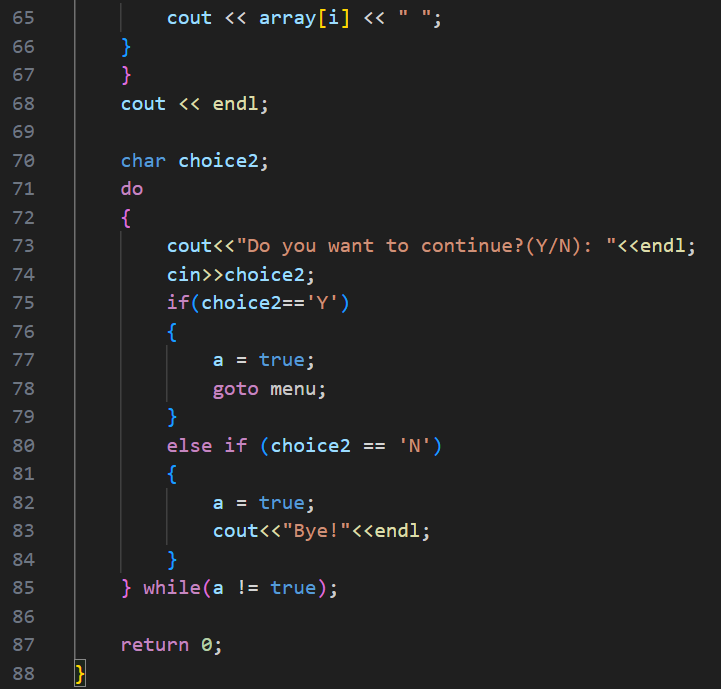 65 cout << array[i] << " ";
66 }
67 }
68 cout << endl;
69
70 char choice2;
71 do
72 {
73 cout<<"Do you want to continue?(Y/N): "<<endl;
74 cin>>choice2;
75 if(choice2=='Y')
76 {
77 a = true;
78 goto menu;
79 }
80 else if (choice2 == 'N')
81 {
82 a = true;
83 cout<<"Bye!"<<endl;
84 }
85 } while(a != true);
86
87 return 0;
88 }